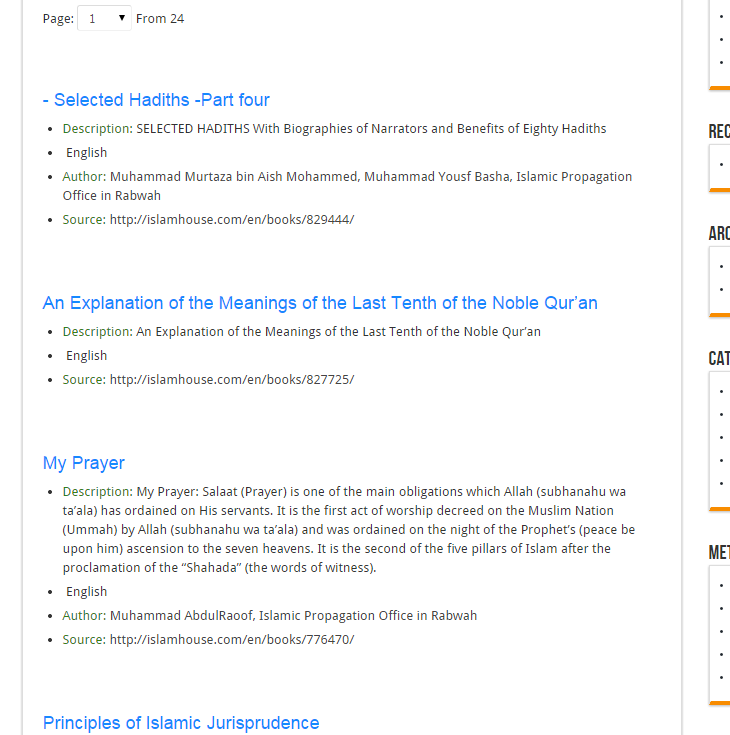 Page: 1 From 24
- Selected Hadiths -Part four
Description: SELECTED HADITHS With Biographies of Narrators and Benefits of Eighty Hadiths
English
Author: Muhammad Murtaza bin Aish Mohammed, Muhammad Yousf Basha, Islamic Propagation
Office in Rabwah
Source: http://islamhouse.com/en/books/829444/
An Explanation of the Meanings of the Last Tenth of the Noble Qur’an
Description: An Explanation of the Meanings of the Last Tenth of the Noble Qur’an
English
Source: http://islamhouse.com/en/books/827725/
My Prayer
Description: My Prayer: Salaat (Prayer) is one of the main obligations which Allah (subhanahu wa
ta’ala) has ordained on His servants. It is the first act of worship decreed on the Muslim Nation
(Ummah) by Allah (subhanahu wa ta’ala) and was ordained on the night of the Prophet’s (peace be
upon him) ascension to the seven heavens. It is the second of the five pillars of Islam after the
proclamation of the “Shahada” (the words of witness).
English
Author: Muhammad AbdulRaoof, Islamic Propagation Office in Rabwah
Source: http://islamhouse.com/en/books/776470/
Principles of Islamic Jurisprudence
REC
ARC
CAT
MET